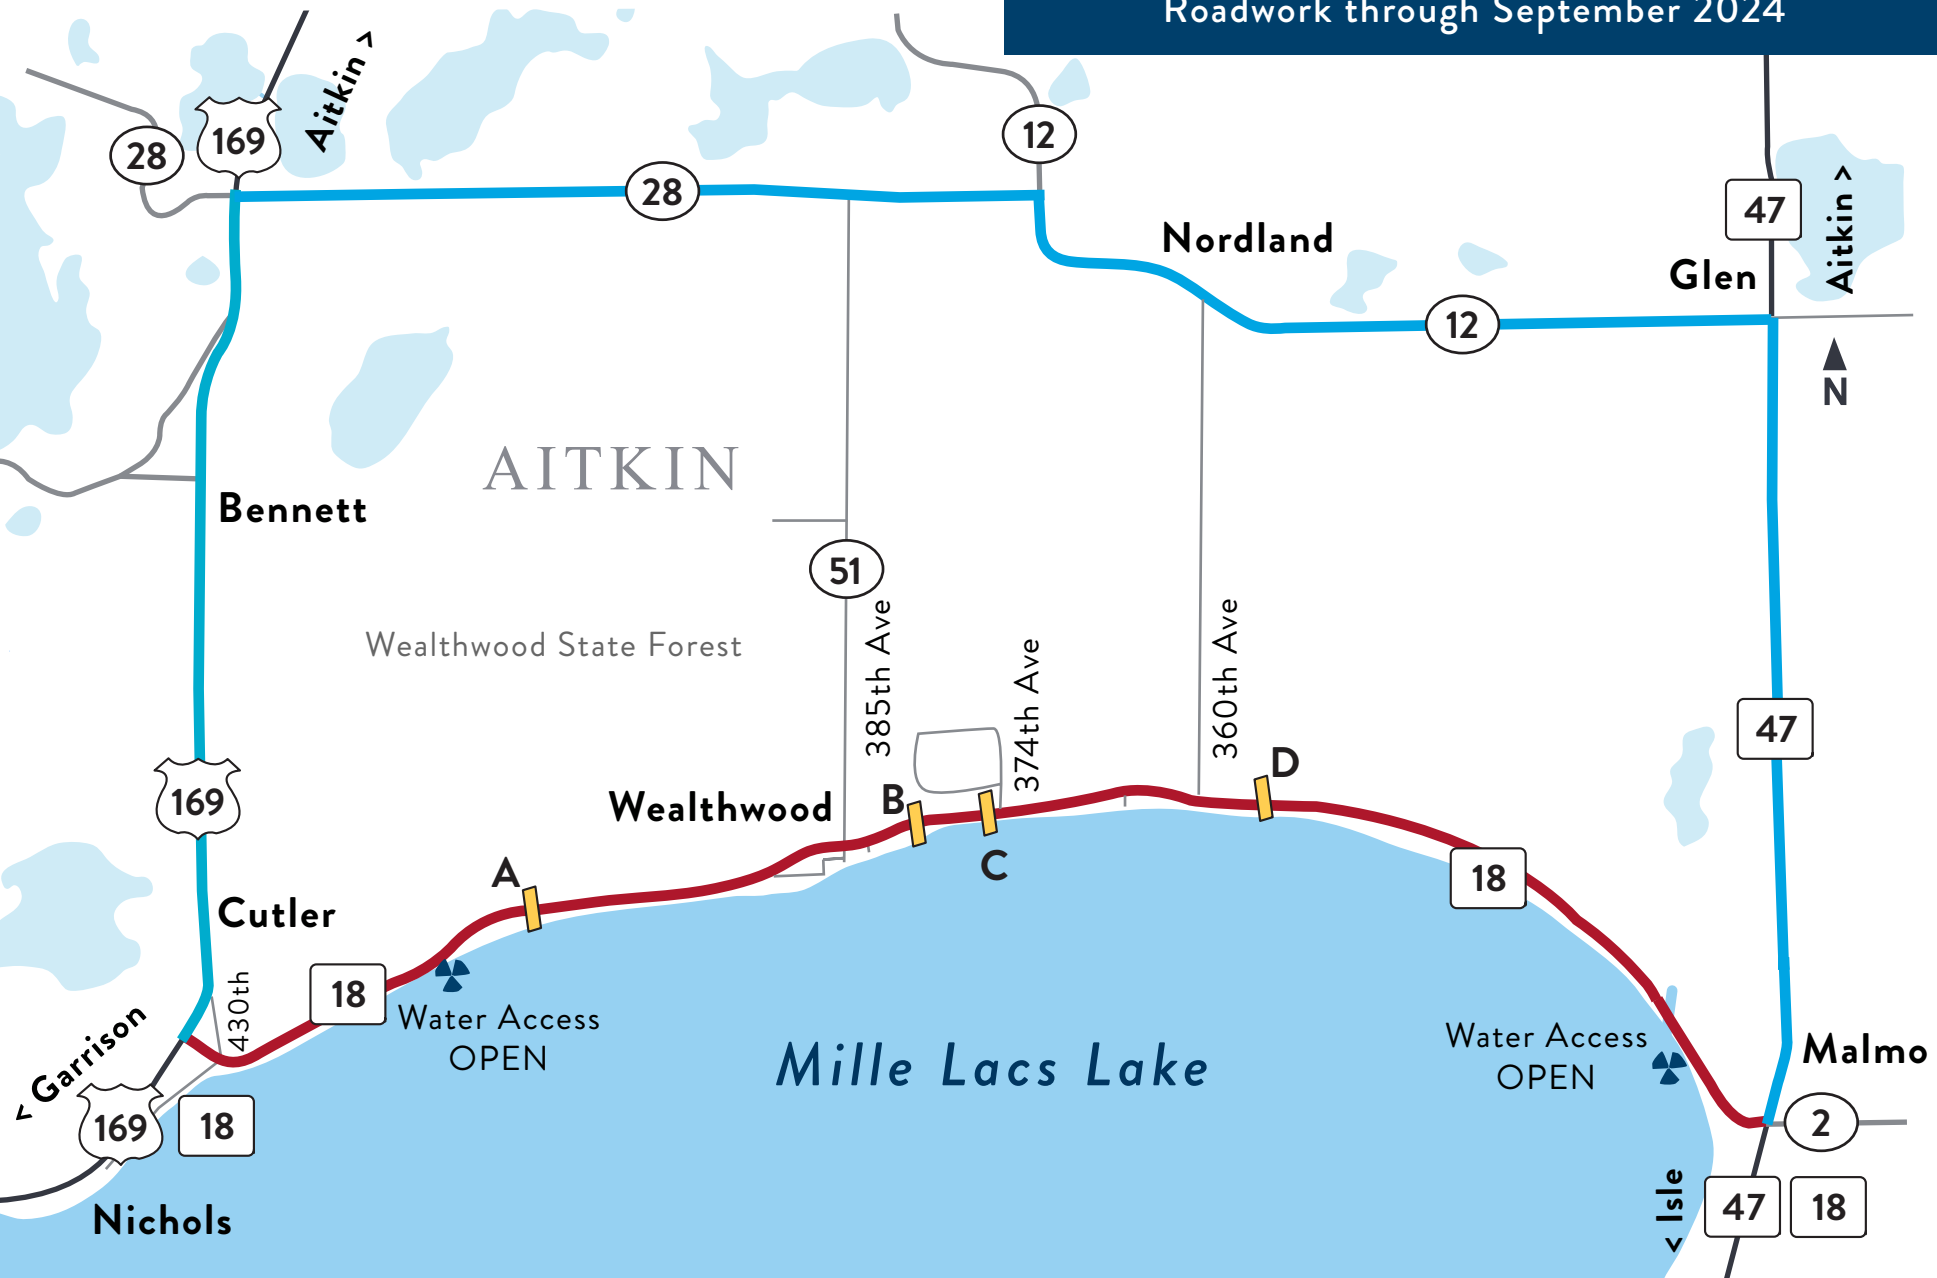 Roadwork through September 2024
Aitkin >
169
28
12
28
47
Aitkin >
Nordland
Glen
12
N
AITKIN
Bennett
51
385th Ave
374th Ave
360th Ave
Wealthwood State Forest
47
169
Wealthwood
B
D
C
A
18
Cutler
18
430th
Water Access
OPEN
< Garrison
Mille Lacs Lake
Water Access
OPEN
Malmo
169
18
2
Nichols
< Isle
47
18